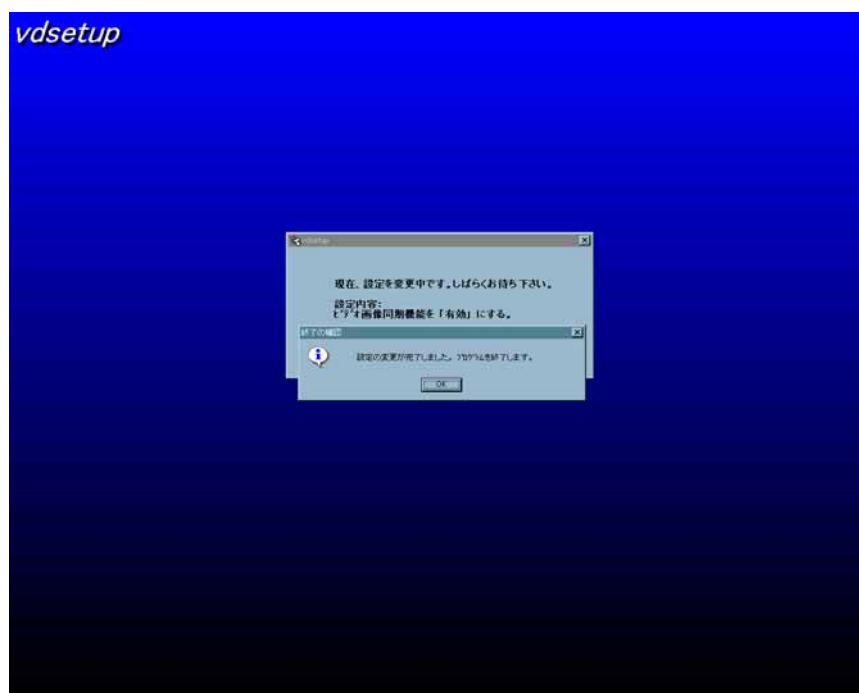 vdsetup
vdsetup
現在、設定を変更中です。しばらくお待ち下さい。
設定内容:
ﾋﾞﾃﾞｵ画像同期機能を「有効」にする。
終了の確認
設定の変更が完了しました。ﾌﾟﾛｸﾞﾗﾑを終了します。
OK